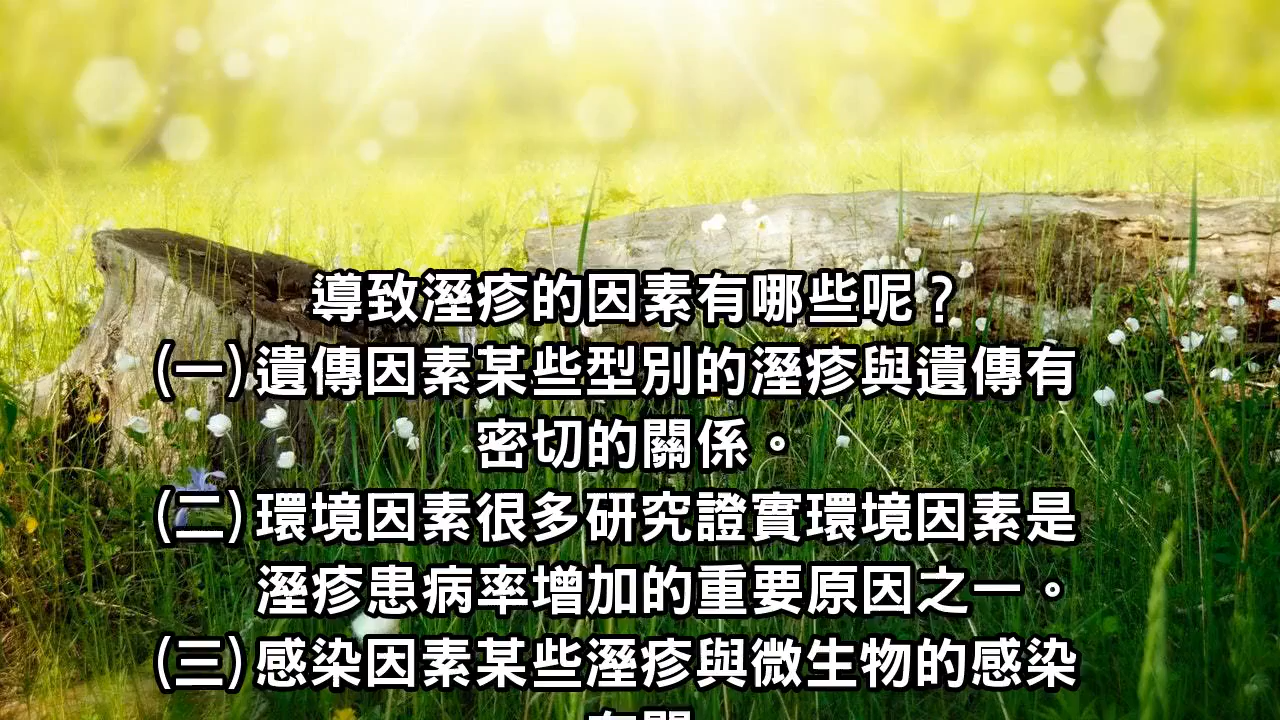 導致溼疹的因素有哪些呢？
(一)遺傳因素某些型別的溼疹與遺傳有
密切的關係。
(二)環境因素很多研究證實環境因素是
溼疹患病率增加的重要原因之一。
(三)感染因素某些溼疹與微生物的感染